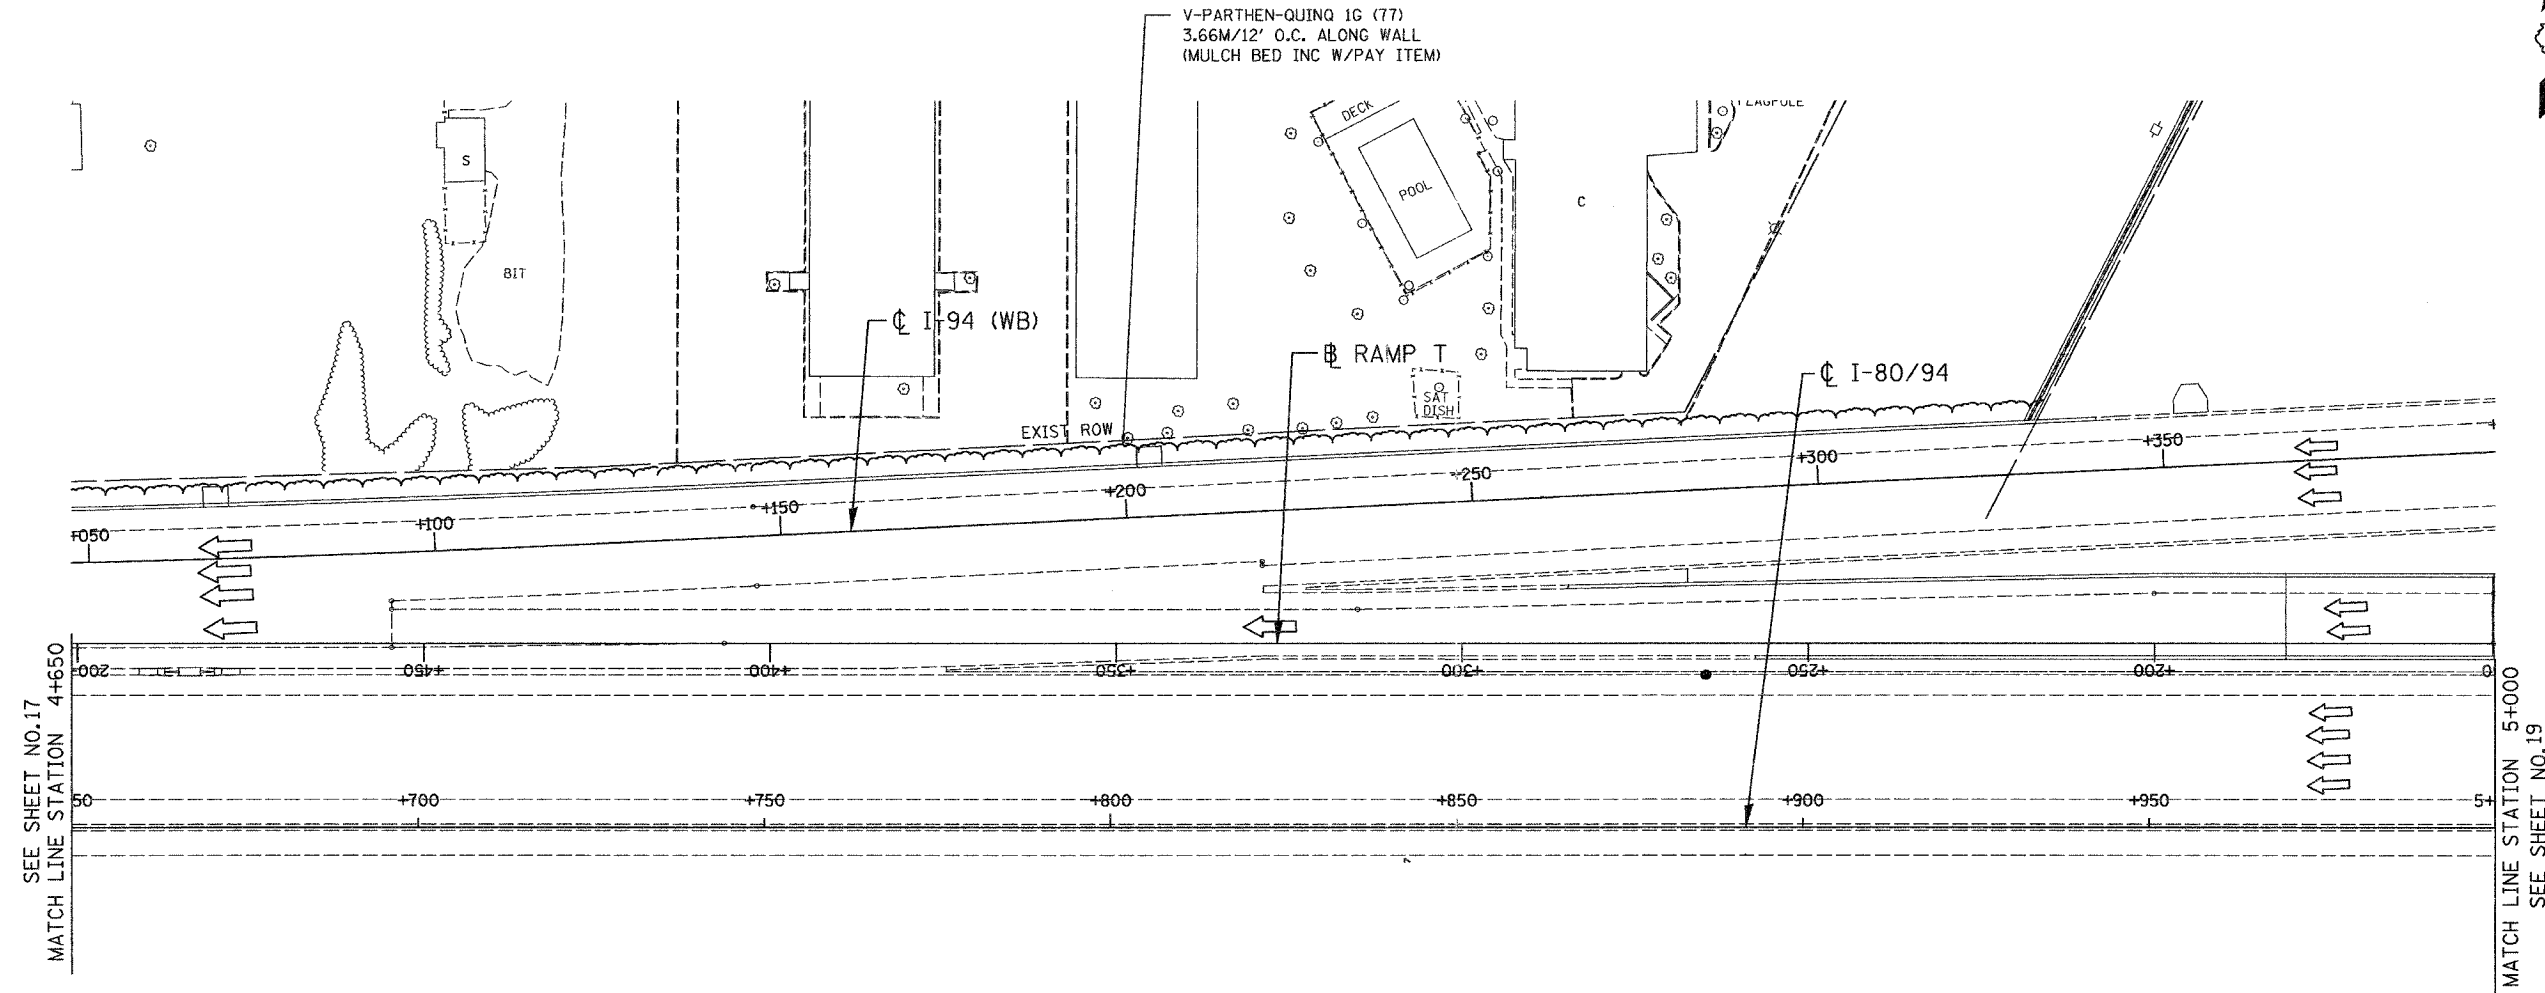 V-PARTHEN-QUINQ 1G (77)
3.66M/12' O.C. ALONG WALL
(MULCH BED INC W/PAY ITEM)
DECK
FLAGPOLE
S
POOL
C
BIT
℄ I-94 (WB)
B RAMP T
℄ I-80/94
SAT
DISH
EXIST ROW
+050
+100
+150
+200
+250
+300
+350
200
+450
+400
+350
+300
+250
+200
50
+700
+750
+800
+850
+900
+950
5+
SEE SHEET NO.17
MATCH LINE STATION 4+650
MATCH LINE STATION 5+000
SEE SHEET NO.19